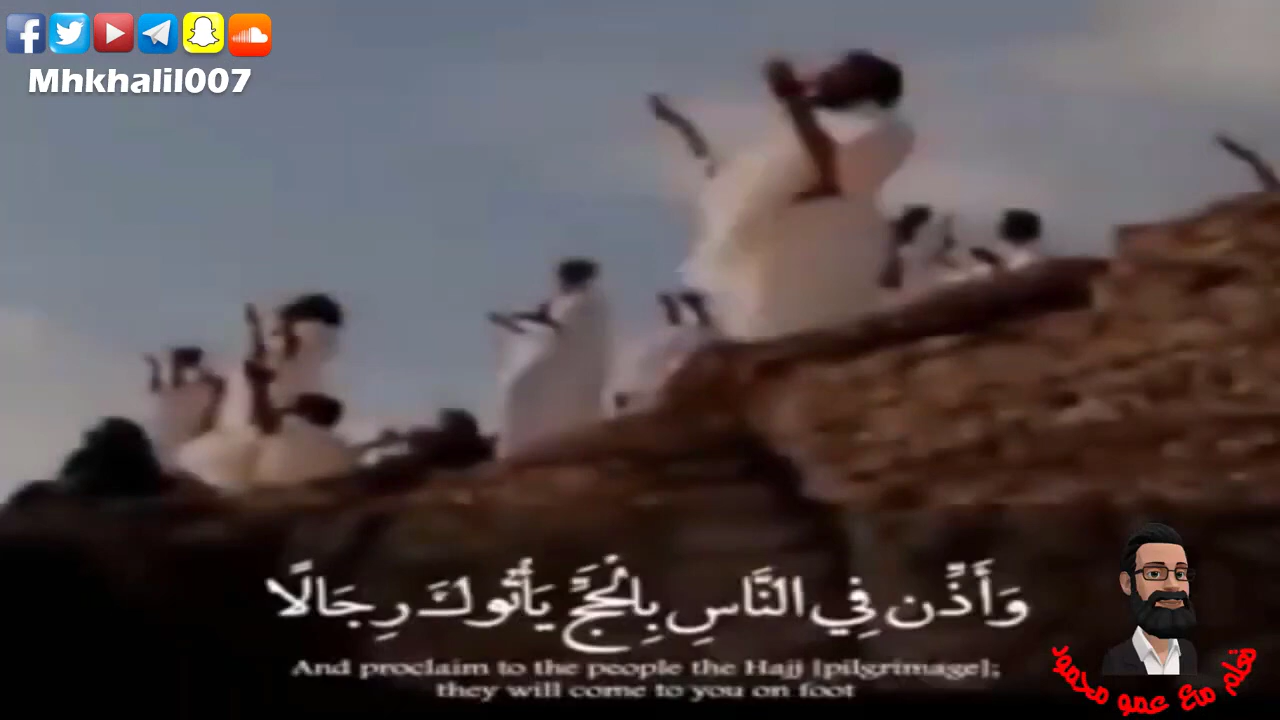 Mhkhalil007
وَأَذِّن فِي النَّاسِ بِالْحَجِّ يَأْتُوكَ رِجَالًا
And proclaim to the people the Hajj [pilgrimage];
they will come to you on foot
تعلم مع عمو محمود